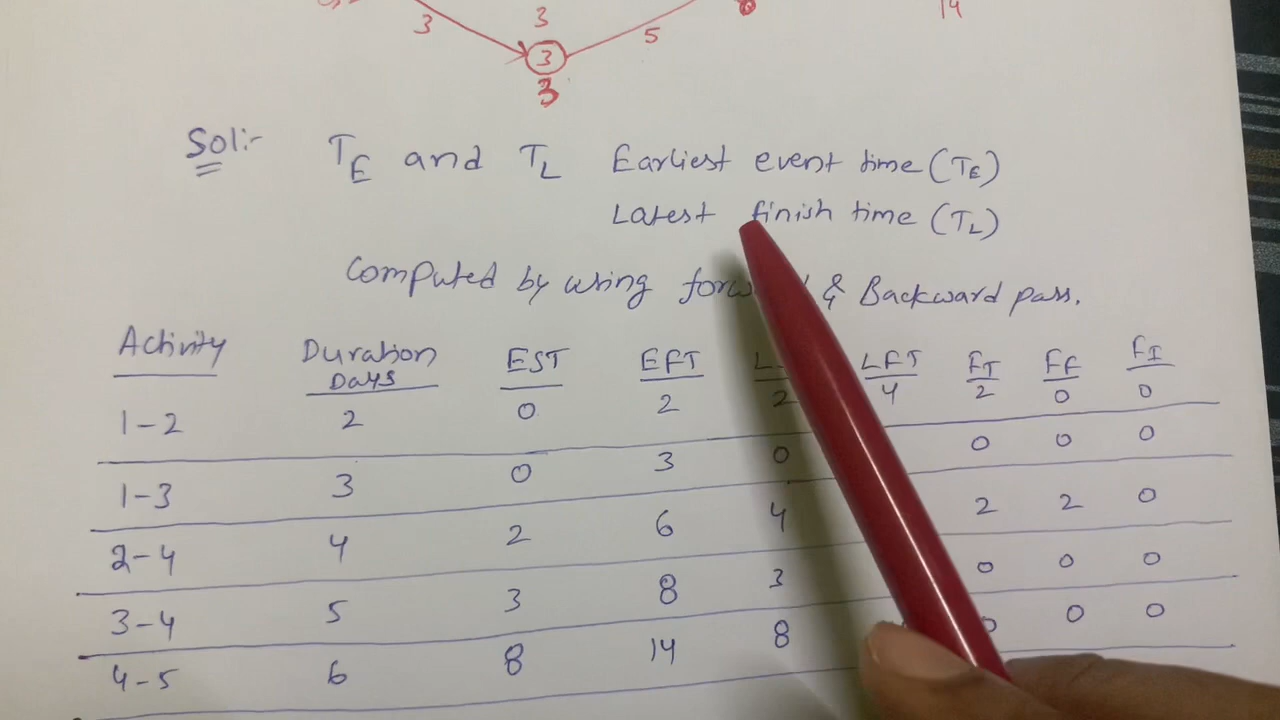 3
14
3
5
3
3
Sol:- TE and TL Earliest event time (TE)
Latest finish time (TL)
Computed by using & Backward pass.
Activity Duration Days EST EFT LFT FT FF FI
1-2 2 0 2 2 4 2 0 0
1-3 3 0 3 0 0 0 0
2-4 4 2 6 4 2 2 0
3-4 5 3 8 3 0 0 0
4-5 6 8 14 8 0 0 0